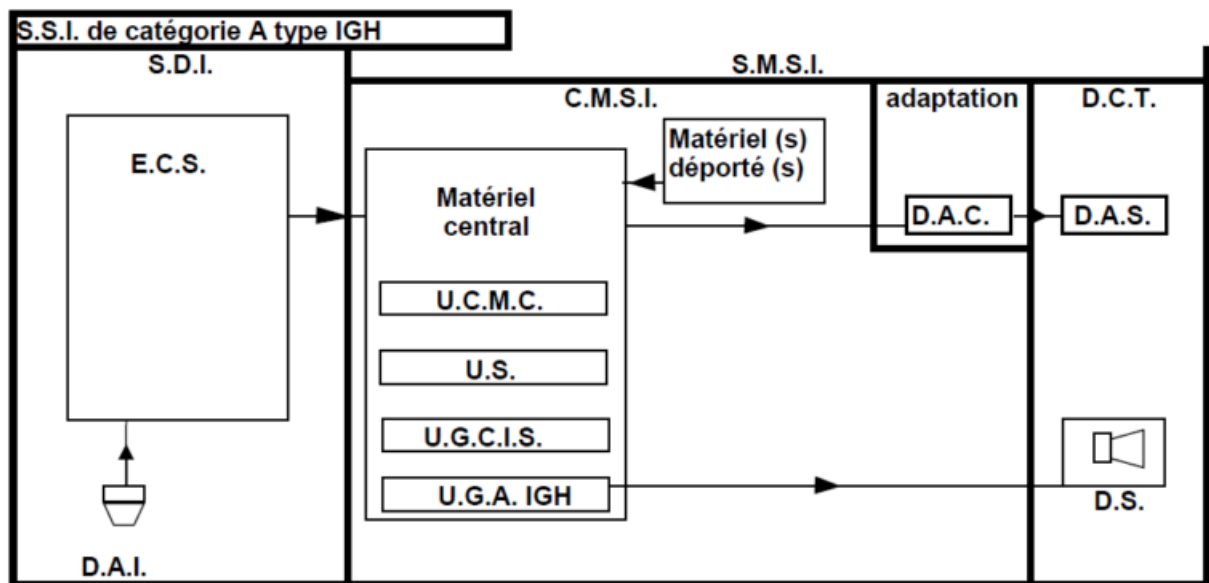 S.S.I. de catégorie A type IGH
S.D.I.
S.M.S.I.
C.M.S.I.
adaptation
D.C.T.
E.C.S.
Matériel (s)
déporté (s)
Matériel
central
D.A.C.
D.A.S.
U.C.M.C.
U.S.
U.G.C.I.S.
U.G.A. IGH
D.S.
D.A.I.